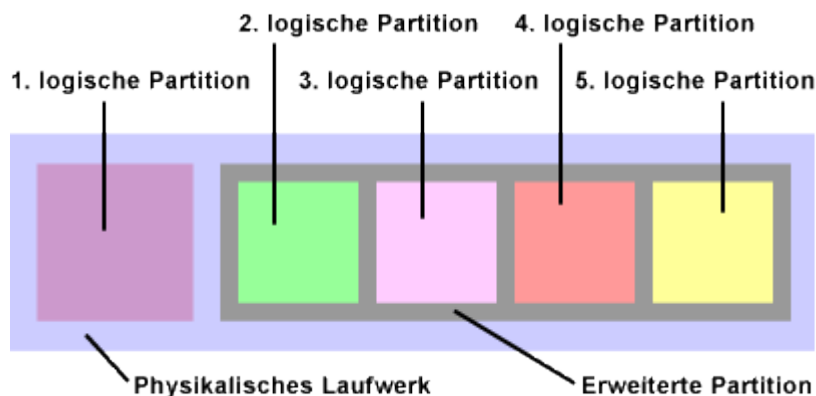 2. logische Partition
4. logische Partition
1. logische Partition
3. logische Partition
5. logische Partition
Physikalisches Laufwerk
Erweiterte Partition